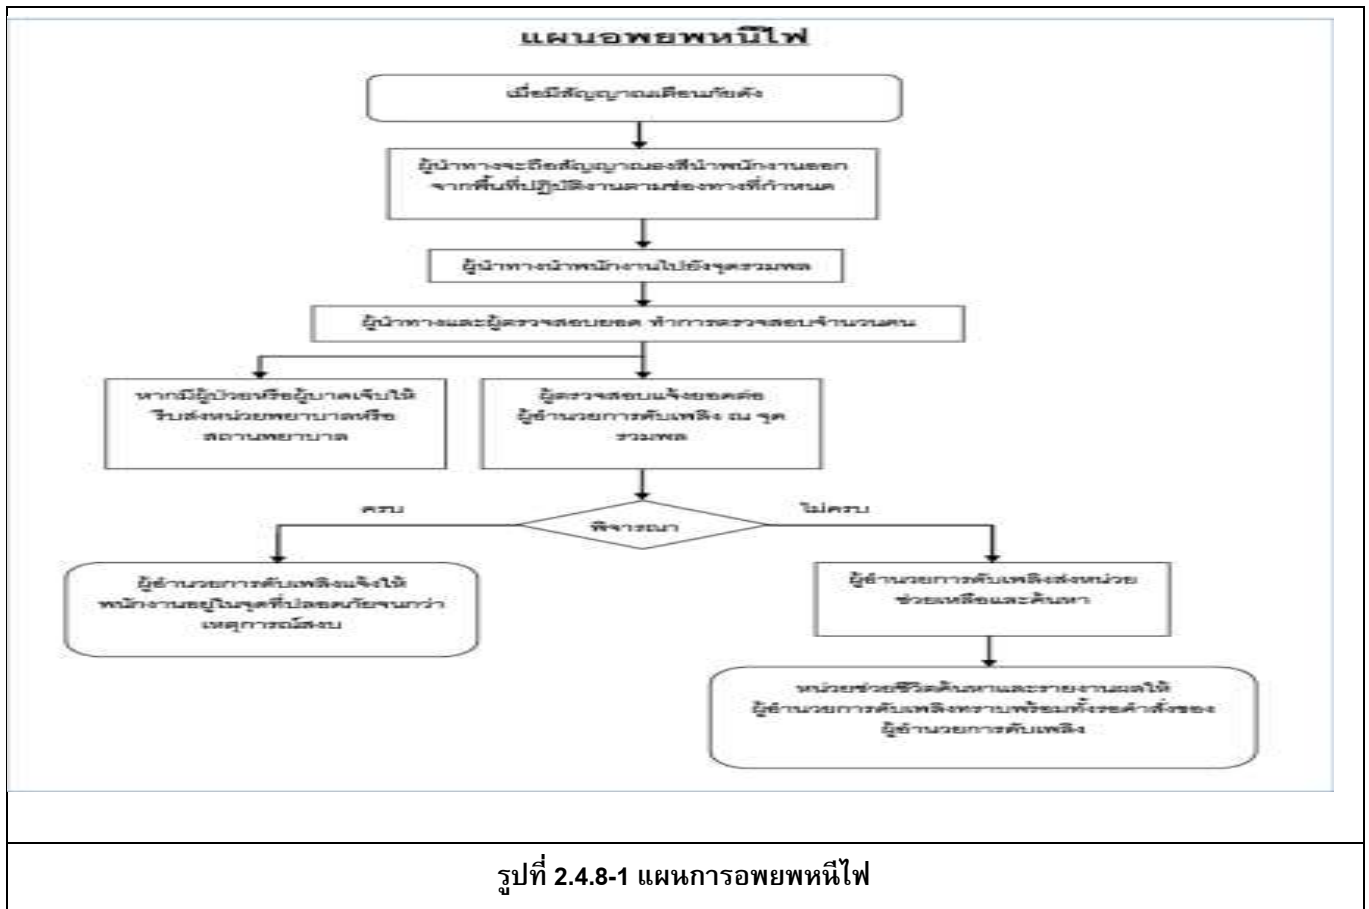 แผนอพยพหนีไฟ
เมื่อมีสัญญาณเตือนภัยดัง
ผู้นำทางจะถือสัญญาณธงสีนำพนักงานออก
จากพื้นที่ปฏิบัติงานตามช่องทางที่กำหนด
ผู้นำทางนำพนักงานไปยังจุดรวมพล
ผู้นำทางและผู้ตรวจสอบยอด ทำการตรวจสอบจำนวนคน
หากมีผู้ป่วยหรือผู้บาดเจ็บให้
รีบส่งหน่วยพยาบาลหรือ
สถานพยาบาล
ผู้ตรวจสอบแจ้งยอดต่อ
ผู้อำนวยการดับเพลิง ณ จุด
รวมพล
พิจารณา
ครบ
ไม่ครบ
ผู้อำนวยการดับเพลิงแจ้งให้
พนักงานอยู่ในจุดที่ปลอดภัยจนกว่า
เหตุการณ์สงบ
ผู้อำนวยการดับเพลิงส่งหน่วย
ช่วยเหลือและค้นหา
หน่วยช่วยชีวิตค้นหาและรายงานผลให้
ผู้อำนวยการดับเพลิงทราบพร้อมทั้งรอคำสั่งของ
ผู้อำนวยการดับเพลิง
รูปที่ 2.4.8-1 แผนการอพยพหนีไฟ